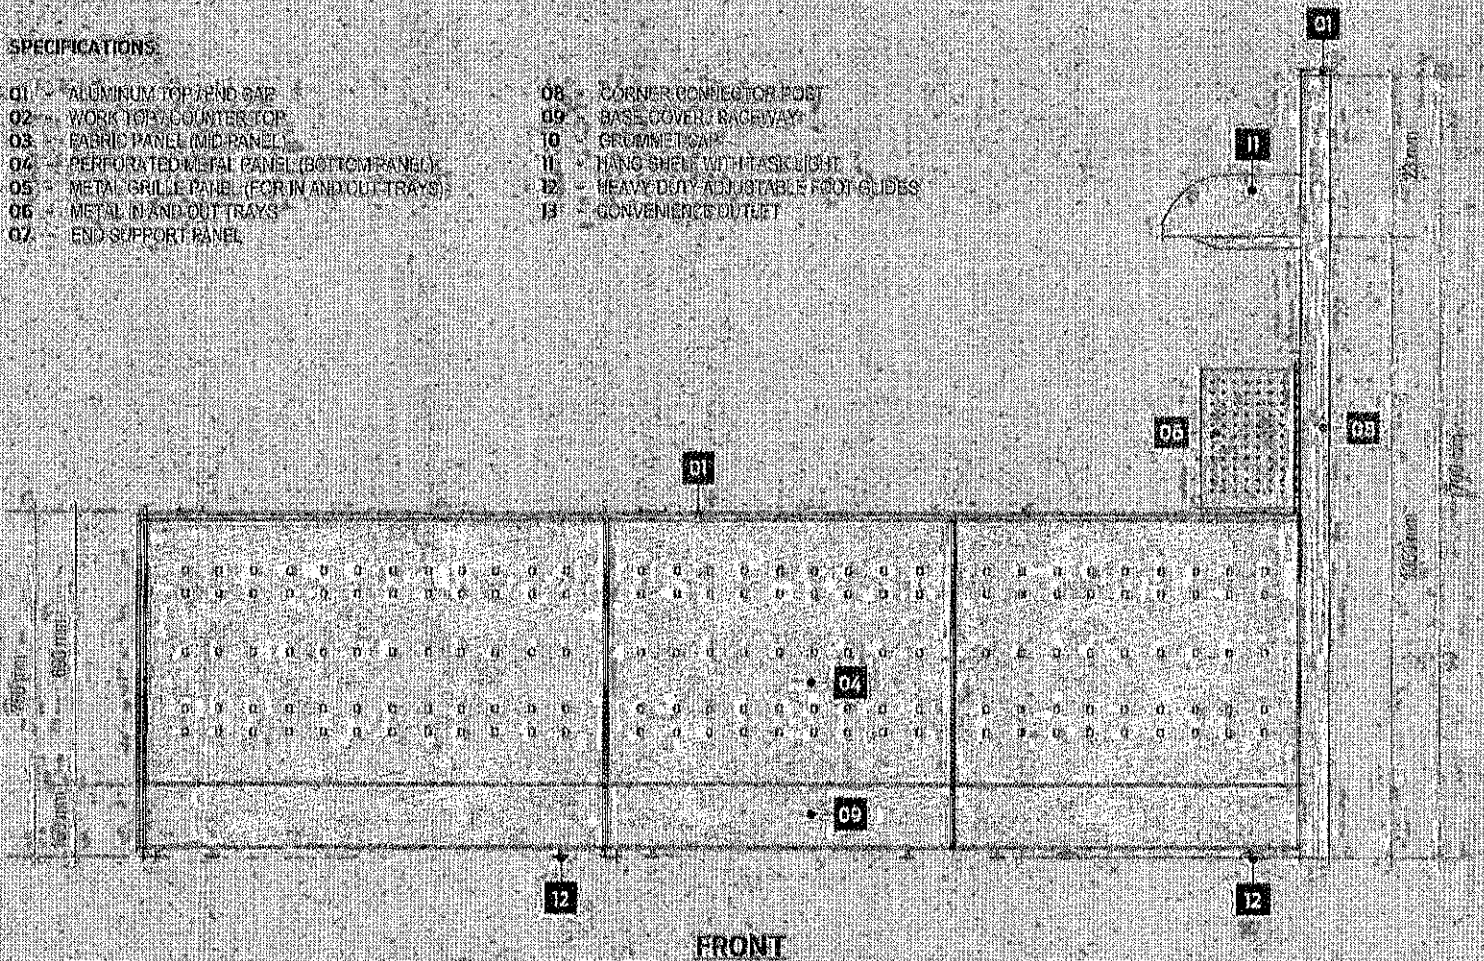 SPECIFICATIONS:
01 - ALUMINUM TOP / END CAP
02 - WORK TOP / COUNTER TOP
03 - FABRIC PANEL (MID PANEL)
04 - PERFORATED METAL PANEL (BOTTOM PANEL)
05 - METAL GRILLE PANEL (FOR IN AND OUT TRAYS)
06 - METAL IN AND OUT TRAYS
07 - END SUPPORT PANEL
08 - CORNER CONNECTOR POST
09 - BASE COVER / RACEWAY
10 - GROMMET CAP
11 - HANG SHELF WITH TASK LIGHT
12 - HEAVY DUTY ADJUSTABLE FOOT GLIDES
13 - CONVENIENCE OUTLET
01
11
06
01
04
09
12
12
FRONT